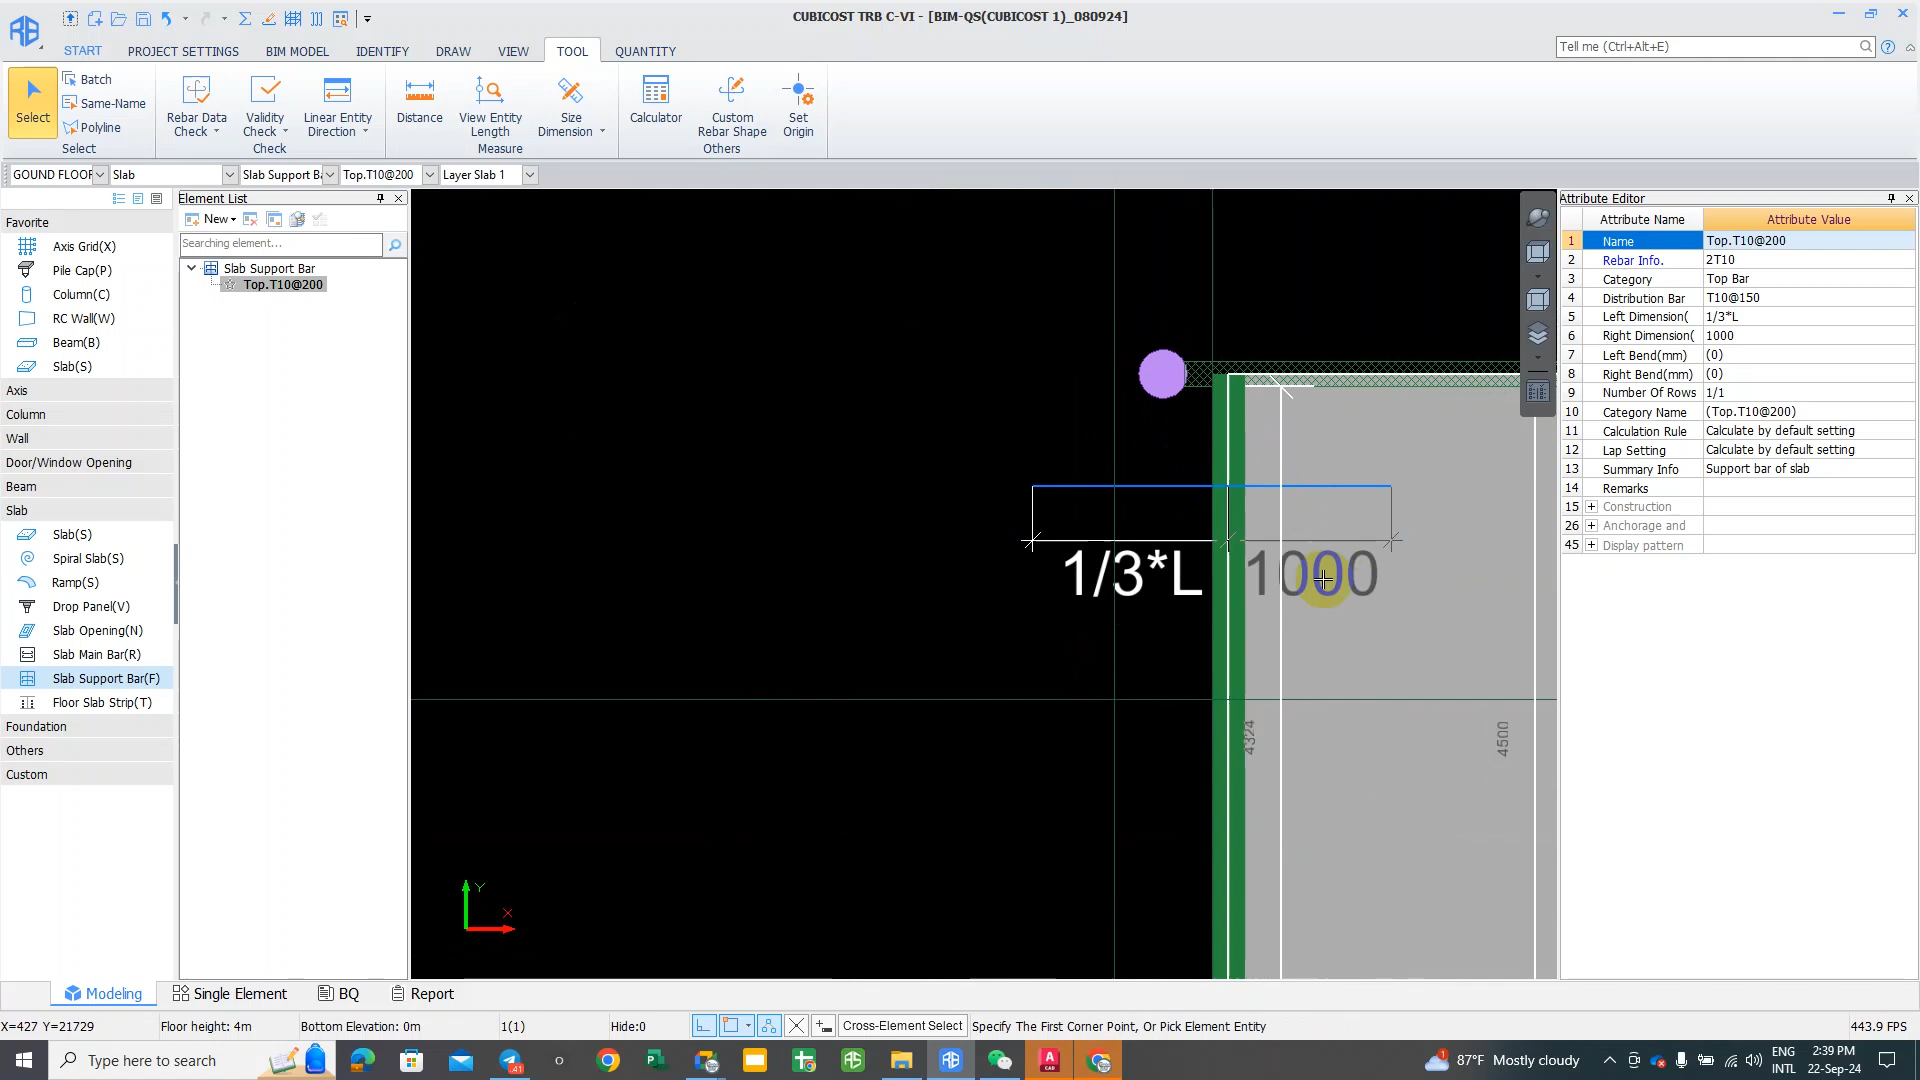 CUBICOST TRB C-VI - [BIM-QS(CUBICOST 1)_080924]
START PROJECT SETTINGS BIM MODEL IDENTIFY DRAW VIEW TOOL QUANTITY
Tell me (Ctrl+Alt+E)
Select
Batch
Same-Name
Polyline
Select
Rebar Data Check
Validity Check
Linear Entity Direction
Check
Distance
View Entity Length
Size Dimension
Measure
Calculator
Custom Rebar Shape
Set Origin
Others
GOUND FLOOR Slab Slab Support Ba Top.T10@200 Layer Slab 1
Favorite
Axis Grid(X)
Pile Cap(P)
Column(C)
RC Wall(W)
Beam(B)
Slab(S)
Axis
Column
Wall
Door/Window Opening
Beam
Slab
Slab(S)
Spiral Slab(S)
Ramp(S)
Drop Panel(V)
Slab Opening(N)
Slab Main Bar(R)
Slab Support Bar(F)
Floor Slab Strip(T)
Foundation
Others
Custom
Element List
New
Searching element...
Slab Support Bar
Top.T10@200
1/3*L 1000
4324
4500
Y
X
Attribute Editor
Attribute Name Attribute Value
1 Name Top.T10@200
2 Rebar Info. 2T10
3 Category Top Bar
4 Distribution Bar T10@150
5 Left Dimension( 1/3*L
6 Right Dimension( 1000
7 Left Bend(mm) (0)
8 Right Bend(mm) (0)
9 Number Of Rows 1/1
10 Category Name (Top.T10@200)
11 Calculation Rule Calculate by default setting
12 Lap Setting Calculate by default setting
13 Summary Info Support bar of slab
14 Remarks
15 Construction
26 Anchorage and
45 Display pattern
Modeling Single Element BQ Report
X=427 Y=21729 Floor height: 4m Bottom Elevation: 0m 1(1) Hide:0 Cross-Element Select Specify The First Corner Point, Or Pick Element Entity 443.9 FPS
Type here to search
87°F Mostly cloudy
ENG
INTL
2:39 PM
22-Sep-24